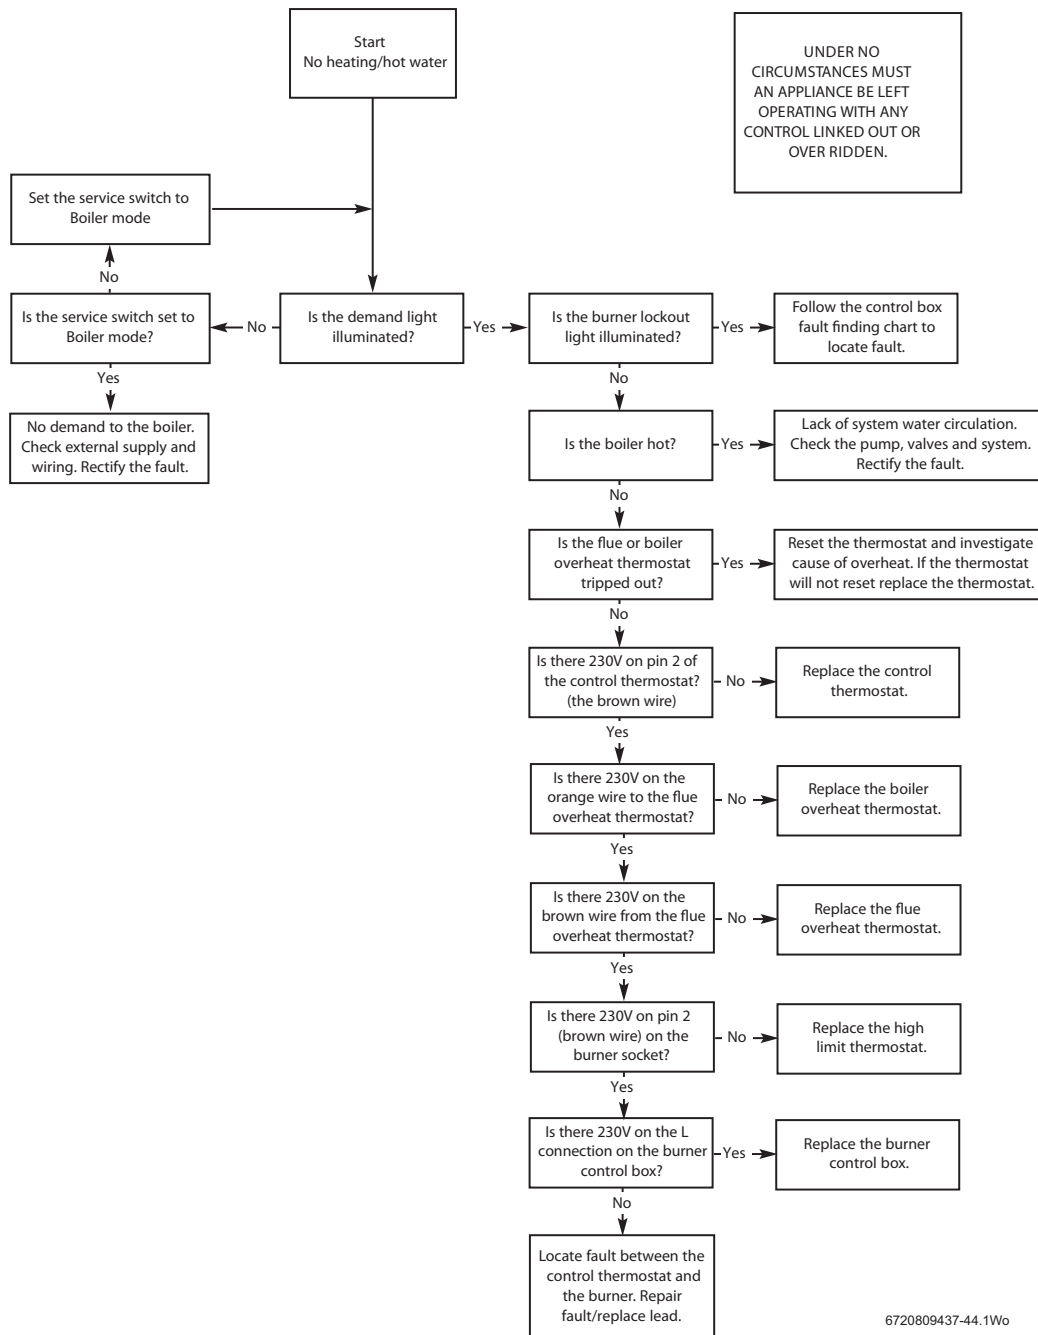 Start
No heating/hot water
UNDER NO
CIRCUMSTANCES MUST
AN APPLIANCE BE LEFT
OPERATING WITH ANY
CONTROL LINKED OUT OR
OVER RIDDEN.
Set the service switch to
Boiler mode
No
Is the service switch set to
Boiler mode?
No
Is the demand light
illuminated?
Yes
Is the burner lockout
light illuminated?
Yes
Follow the control box
fault finding chart to
locate fault.
Yes
No demand to the boiler.
Check external supply and
wiring. Rectify the fault.
No
Is the boiler hot?
Yes
Lack of system water circulation.
Check the pump, valves and system.
Rectify the fault.
No
Is the flue or boiler
overheat thermostat
tripped out?
Yes
Reset the thermostat and investigate
cause of overheat. If the thermostat
will not reset replace the thermostat.
No
Is there 230V on pin 2 of
the control thermostat?
(the brown wire)
No
Replace the control
thermostat.
Yes
Is there 230V on the
orange wire to the flue
overheat thermostat?
No
Replace the boiler
overheat thermostat.
Yes
Is there 230V on the
brown wire from the flue
overheat thermostat?
No
Replace the flue
overheat thermostat.
Yes
Is there 230V on pin 2
(brown wire) on the
burner socket?
No
Replace the high
limit thermostat.
Yes
Is there 230V on the L
connection on the burner
control box?
Yes
Replace the burner
control box.
No
Locate fault between the
control thermostat and
the burner. Repair
fault/replace lead.
6720809437-44.1Wo